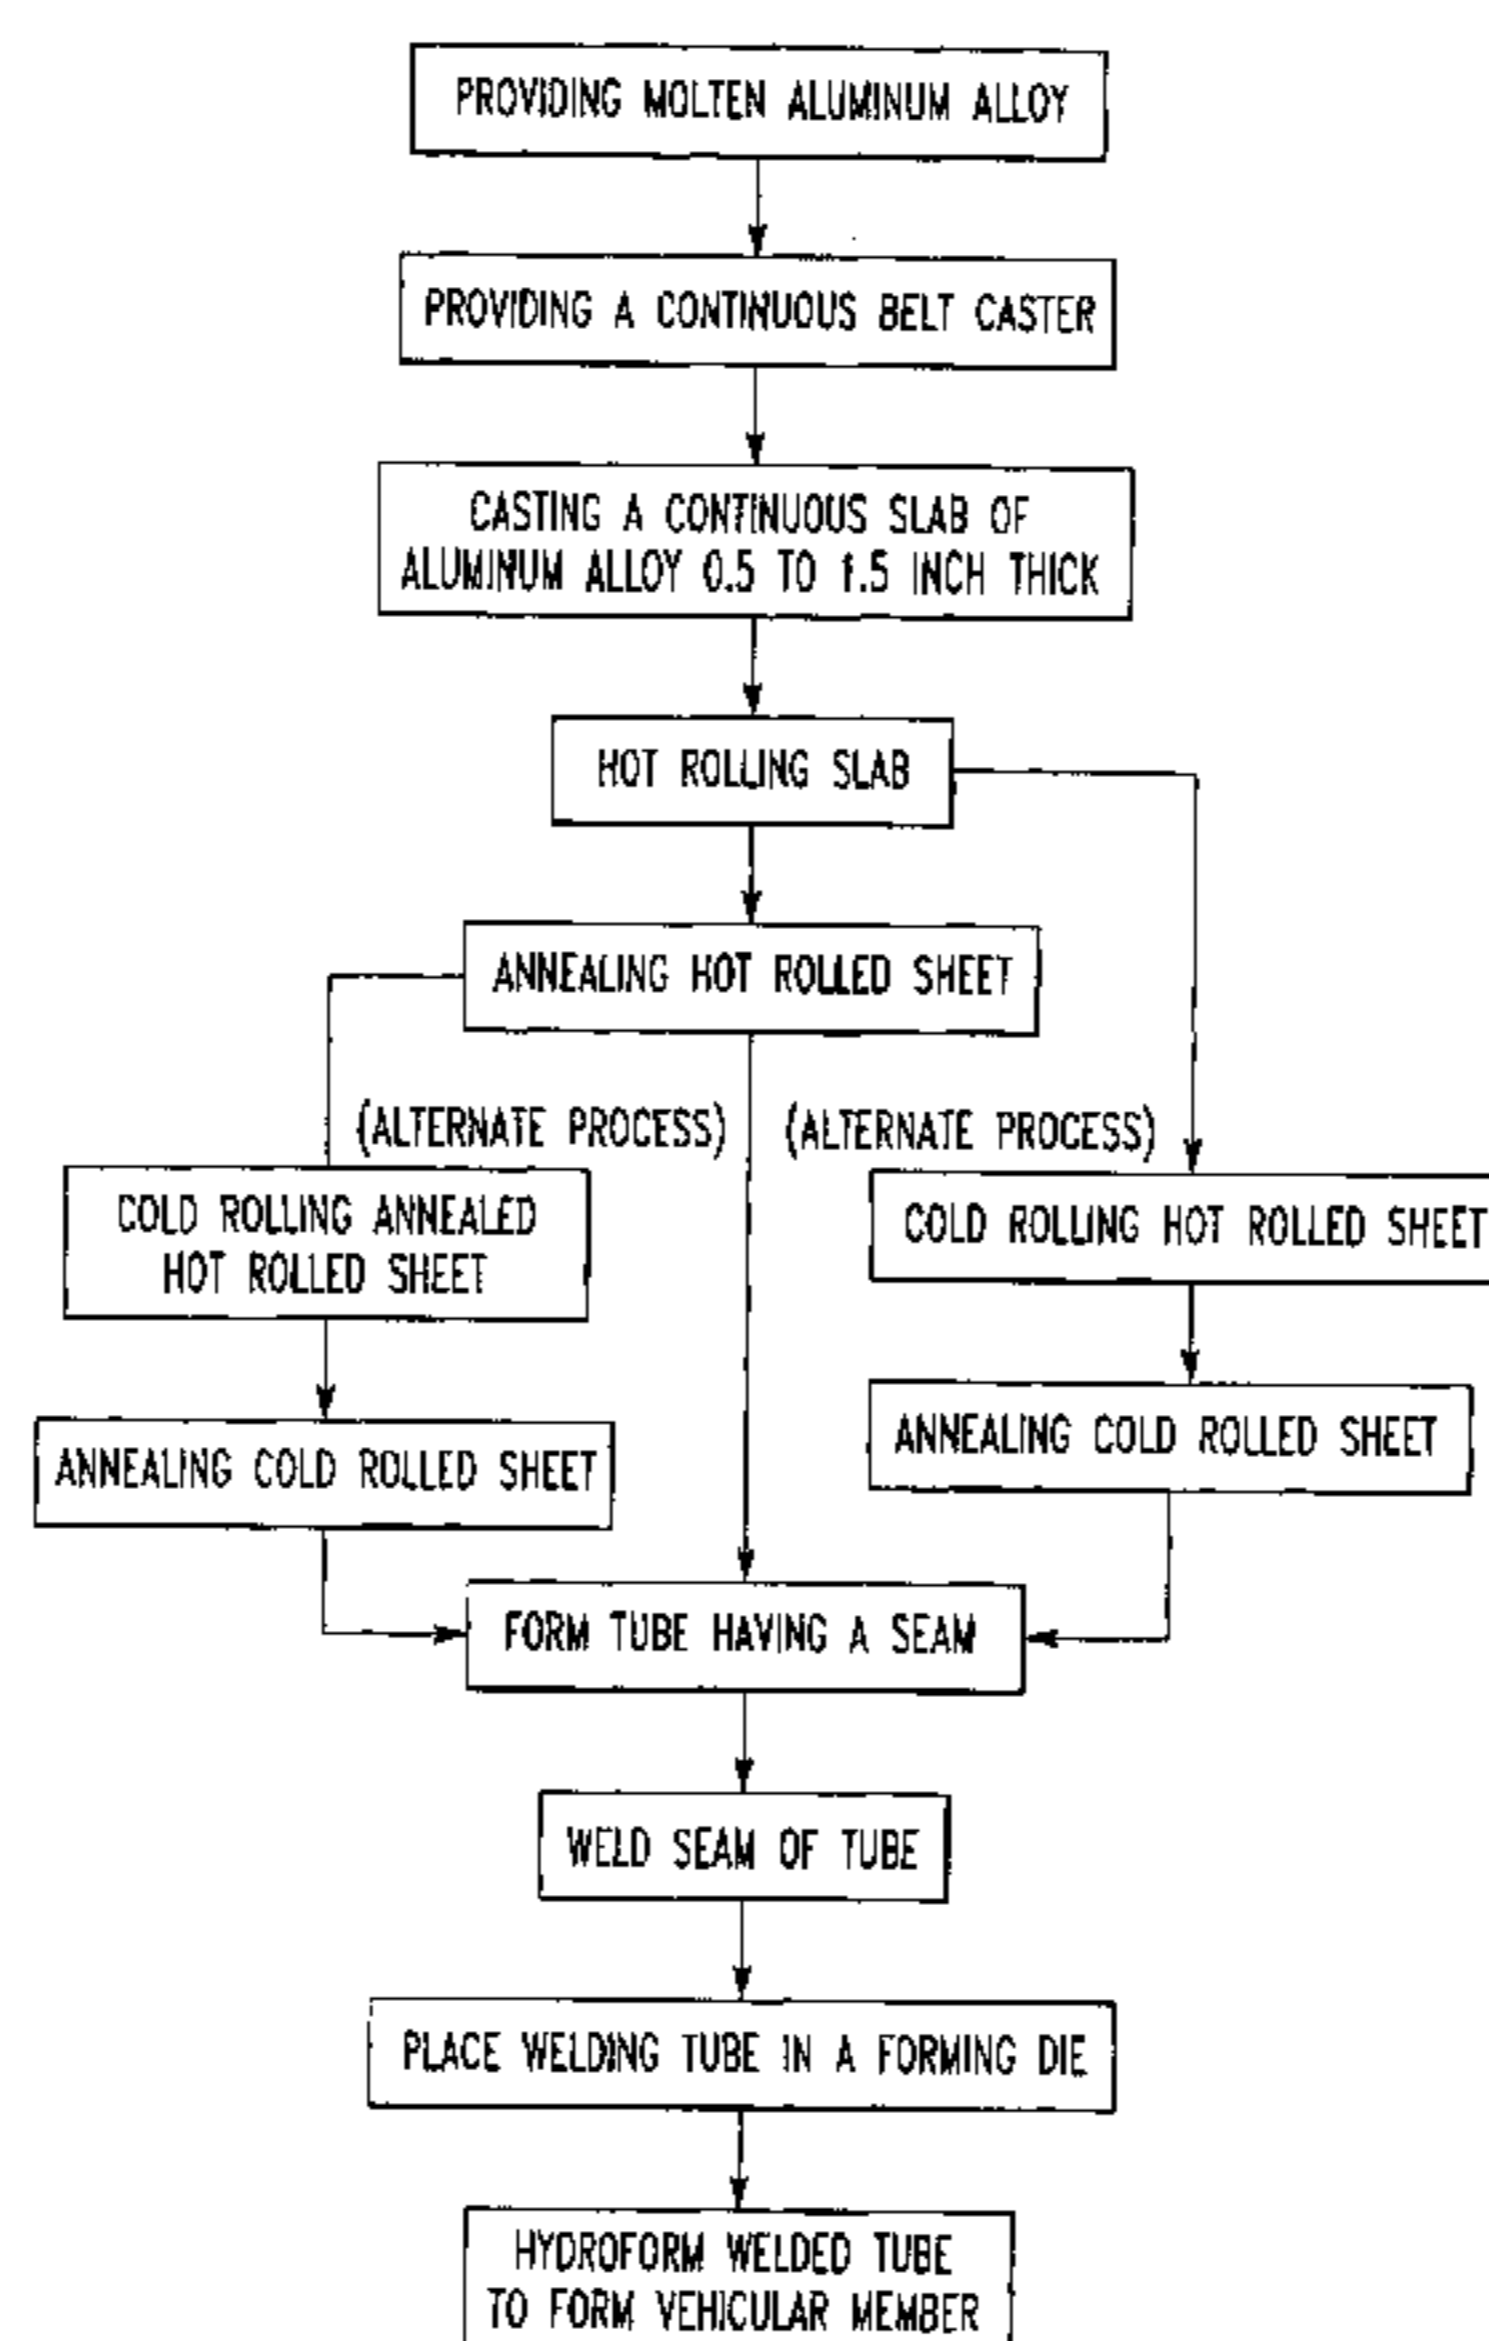 PROVIDING MOLTEN ALUMINUM ALLOY
PROVIDING A CONTINUOUS BELT CASTER
CASTING A CONTINUOUS SLAB OF
ALUMINUM ALLOY 0.5 TO 1.5 INCH THICK
HOT ROLLING SLAB
ANNEALING HOT ROLLED SHEET
(ALTERNATE PROCESS)
(ALTERNATE PROCESS)
COLD ROLLING ANNEALED
HOT ROLLED SHEET
COLD ROLLING HOT ROLLED SHEET
ANNEALING COLD ROLLED SHEET
ANNEALING COLD ROLLED SHEET
FORM TUBE HAVING A SEAM
WELD SEAM OF TUBE
PLACE WELDING TUBE IN A FORMING DIE
HYDROFORM WELDED TUBE
TO FORM VEHICULAR MEMBER